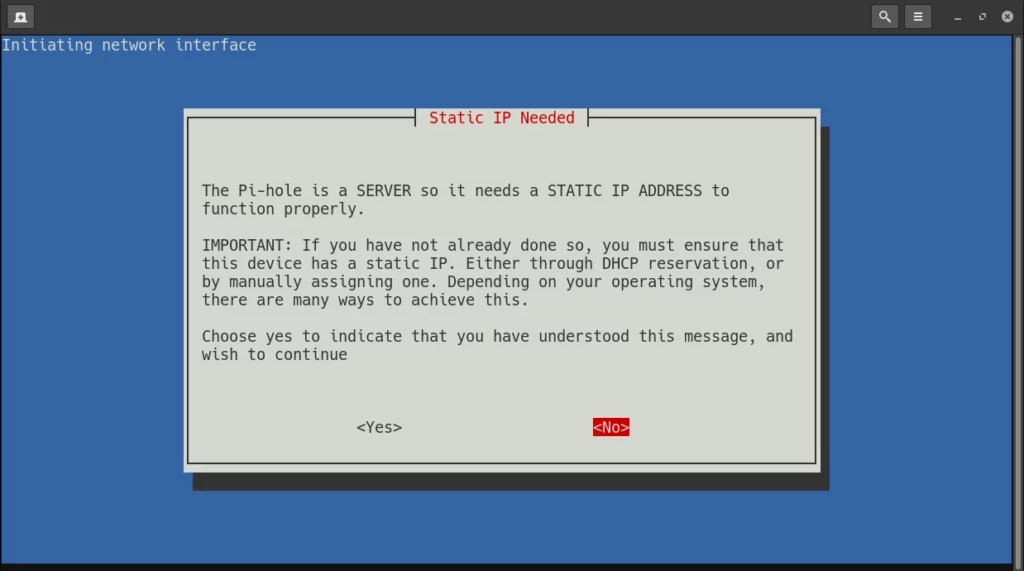 Initiating network interface
Static IP Needed
The Pi-hole is a SERVER so it needs a STATIC IP ADDRESS to
function properly.
IMPORTANT: If you have not already done so, you must ensure that
this device has a static IP. Either through DHCP reservation, or
by manually assigning one. Depending on your operating system,
there are many ways to achieve this.
Choose yes to indicate that you have understood this message, and
wish to continue
<Yes> <No>